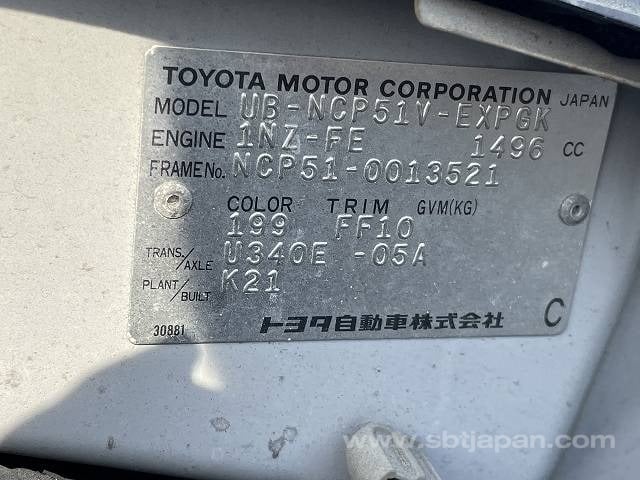 TOYOTA MOTOR CORPORATION JAPAN
MODEL UB-NCP51V-EXPGK
ENGINE 1NZ-FE 1496 CC
FRAME No. NCP51-0013521
COLOR TRIM GVM(KG)
199 FF10
TRANS./AXLE U340E -05A
PLANT/BUILT K21
30881 トヨタ自動車株式会社 C
www.sbtjapan.com